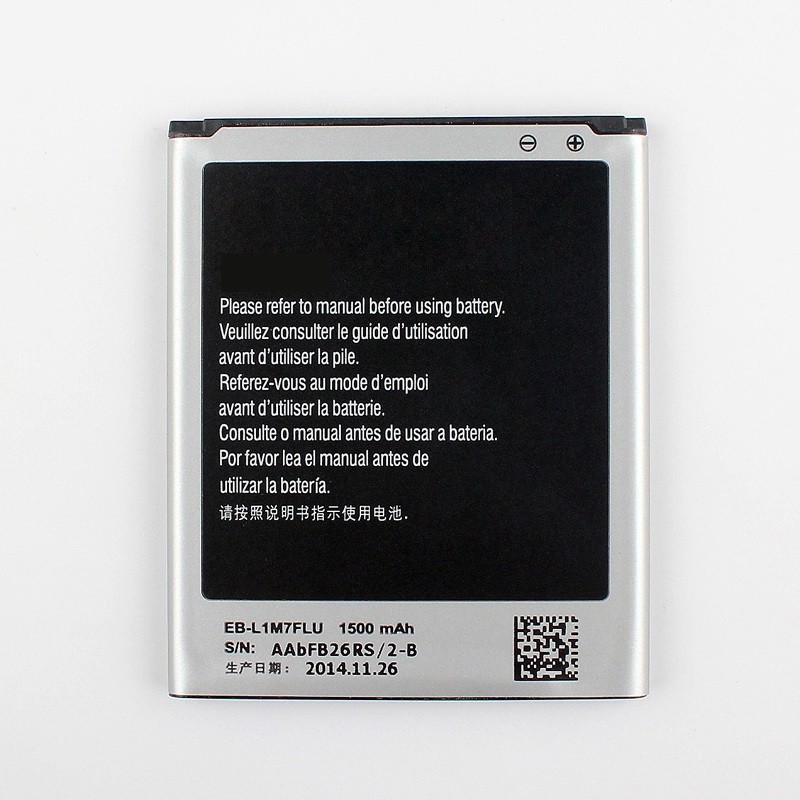 ⊖ ⊕
Please refer to manual before using battery.
Veuillez consulter le guide d'utilisation
avant d'utiliser la pile.
Referez-vous au mode d'emploi
avant d'utiliser la batterie.
Consulte o manual antes de usar a bateria.
Por favor lea el manual antes de
utilizar la batería.
请按照说明书指示使用电池.
EB-L1M7FLU 1500 mAh
S/N: AAbFB26RS/2-B
生产日期: 2014.11.26